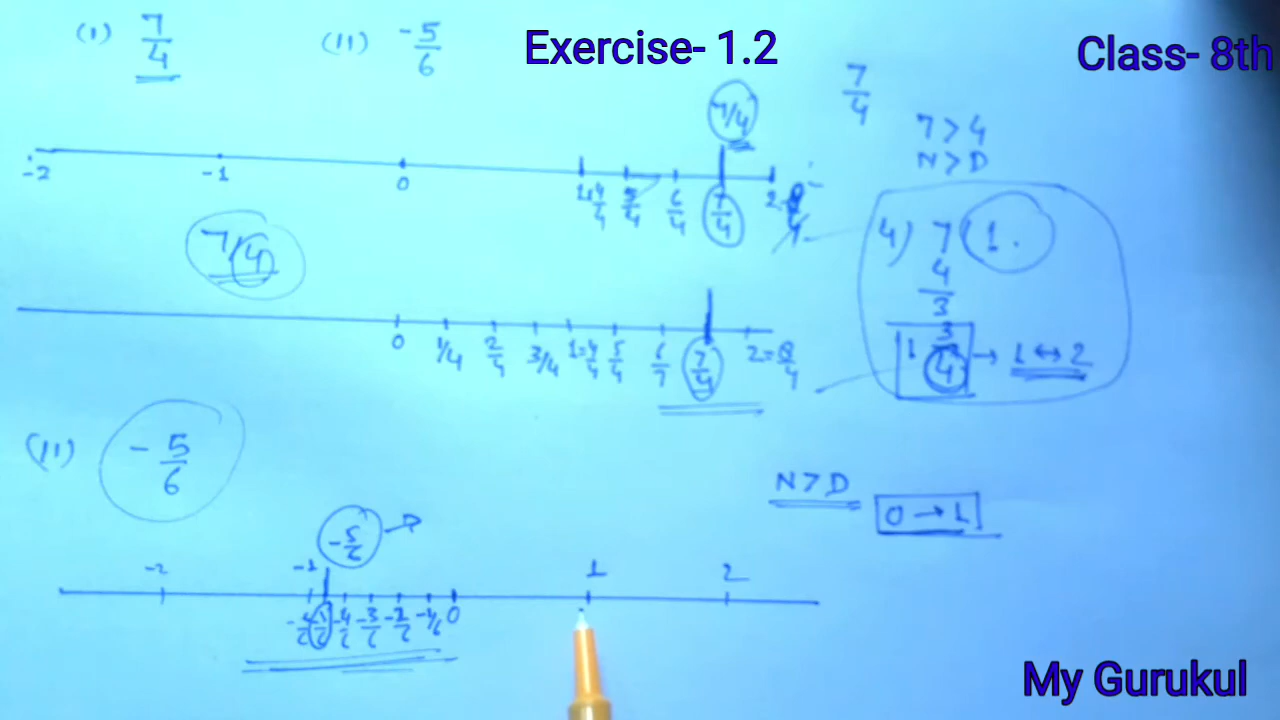 (I) 7/4 (II) -5/6 Exercise- 1.2 Class- 8th
7/4 7/4
7 > 4
N > D
-2 -1 0 1=4/4 5/4 6/4 7/4 2=8/4
7/4
4) 7 ( 1.
4
3
1 3/4 → 1 ↔ 2
0 1/4 2/4 3/4 1=4/4 5/4 6/7 7/4 2=8/4
(II) -5/6
N > D 0 → 1
-5/6
-2 -1 1 2
-4/6 -3/6 -2/6 -1/6 0
My Gurukul